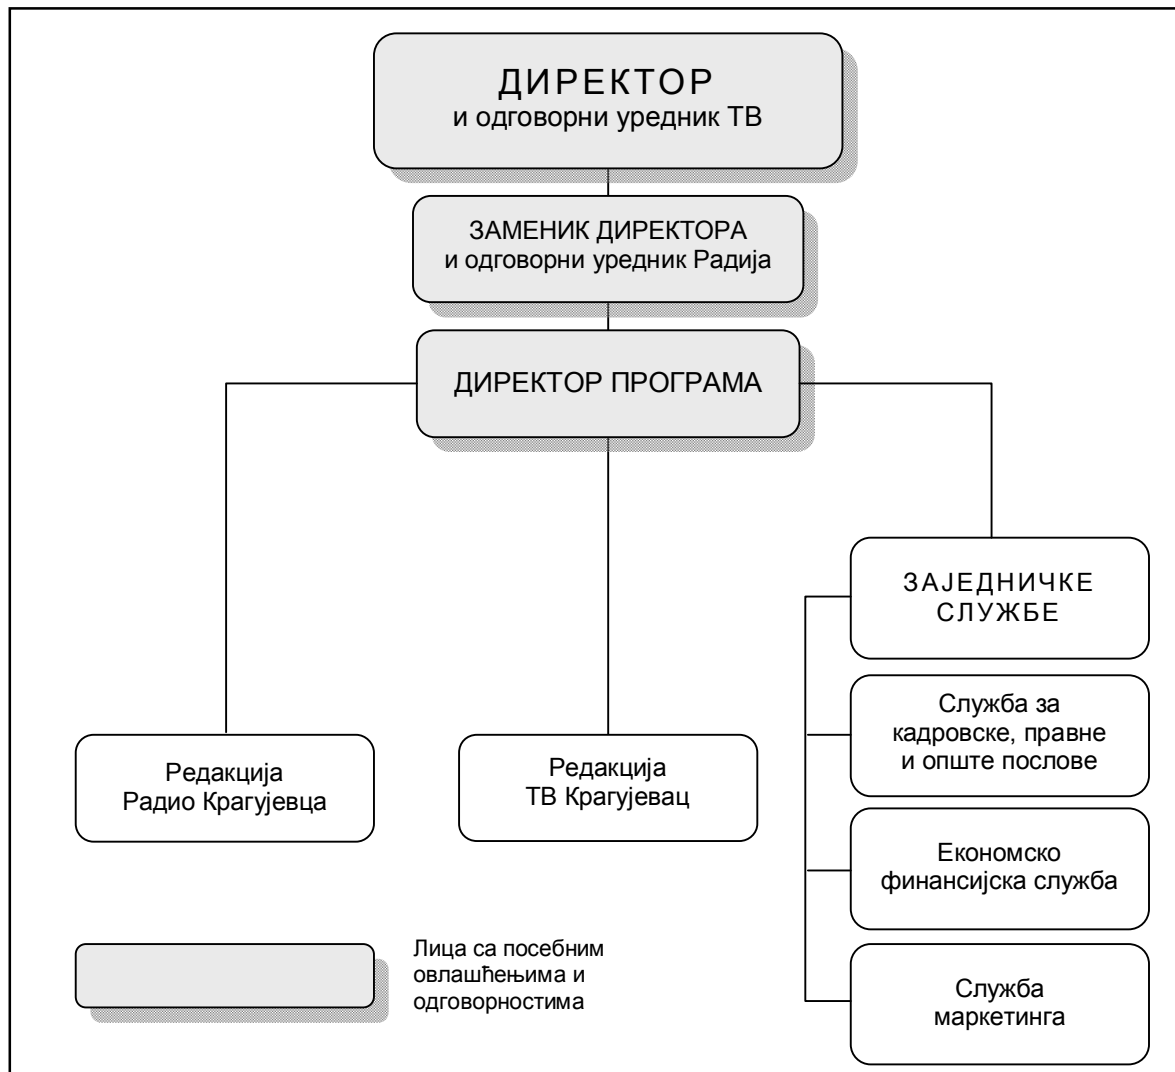 ДИРЕКТОР
и одговорни уредник ТВ
ЗАМЕНИК ДИРЕКТОРА
и одговорни уредник Радија
ДИРЕКТОР ПРОГРАМА
ЗАЈЕДНИЧКЕ
СЛУЖБЕ
Служба за
кадровске, правне
и опште послове
Редакција
Радио Крагујевца
Редакција
ТВ Крагујевац
Економско
финансијска служба
Служба
маркетинга
Лица са посебним
овлашћењима и
одговорностима